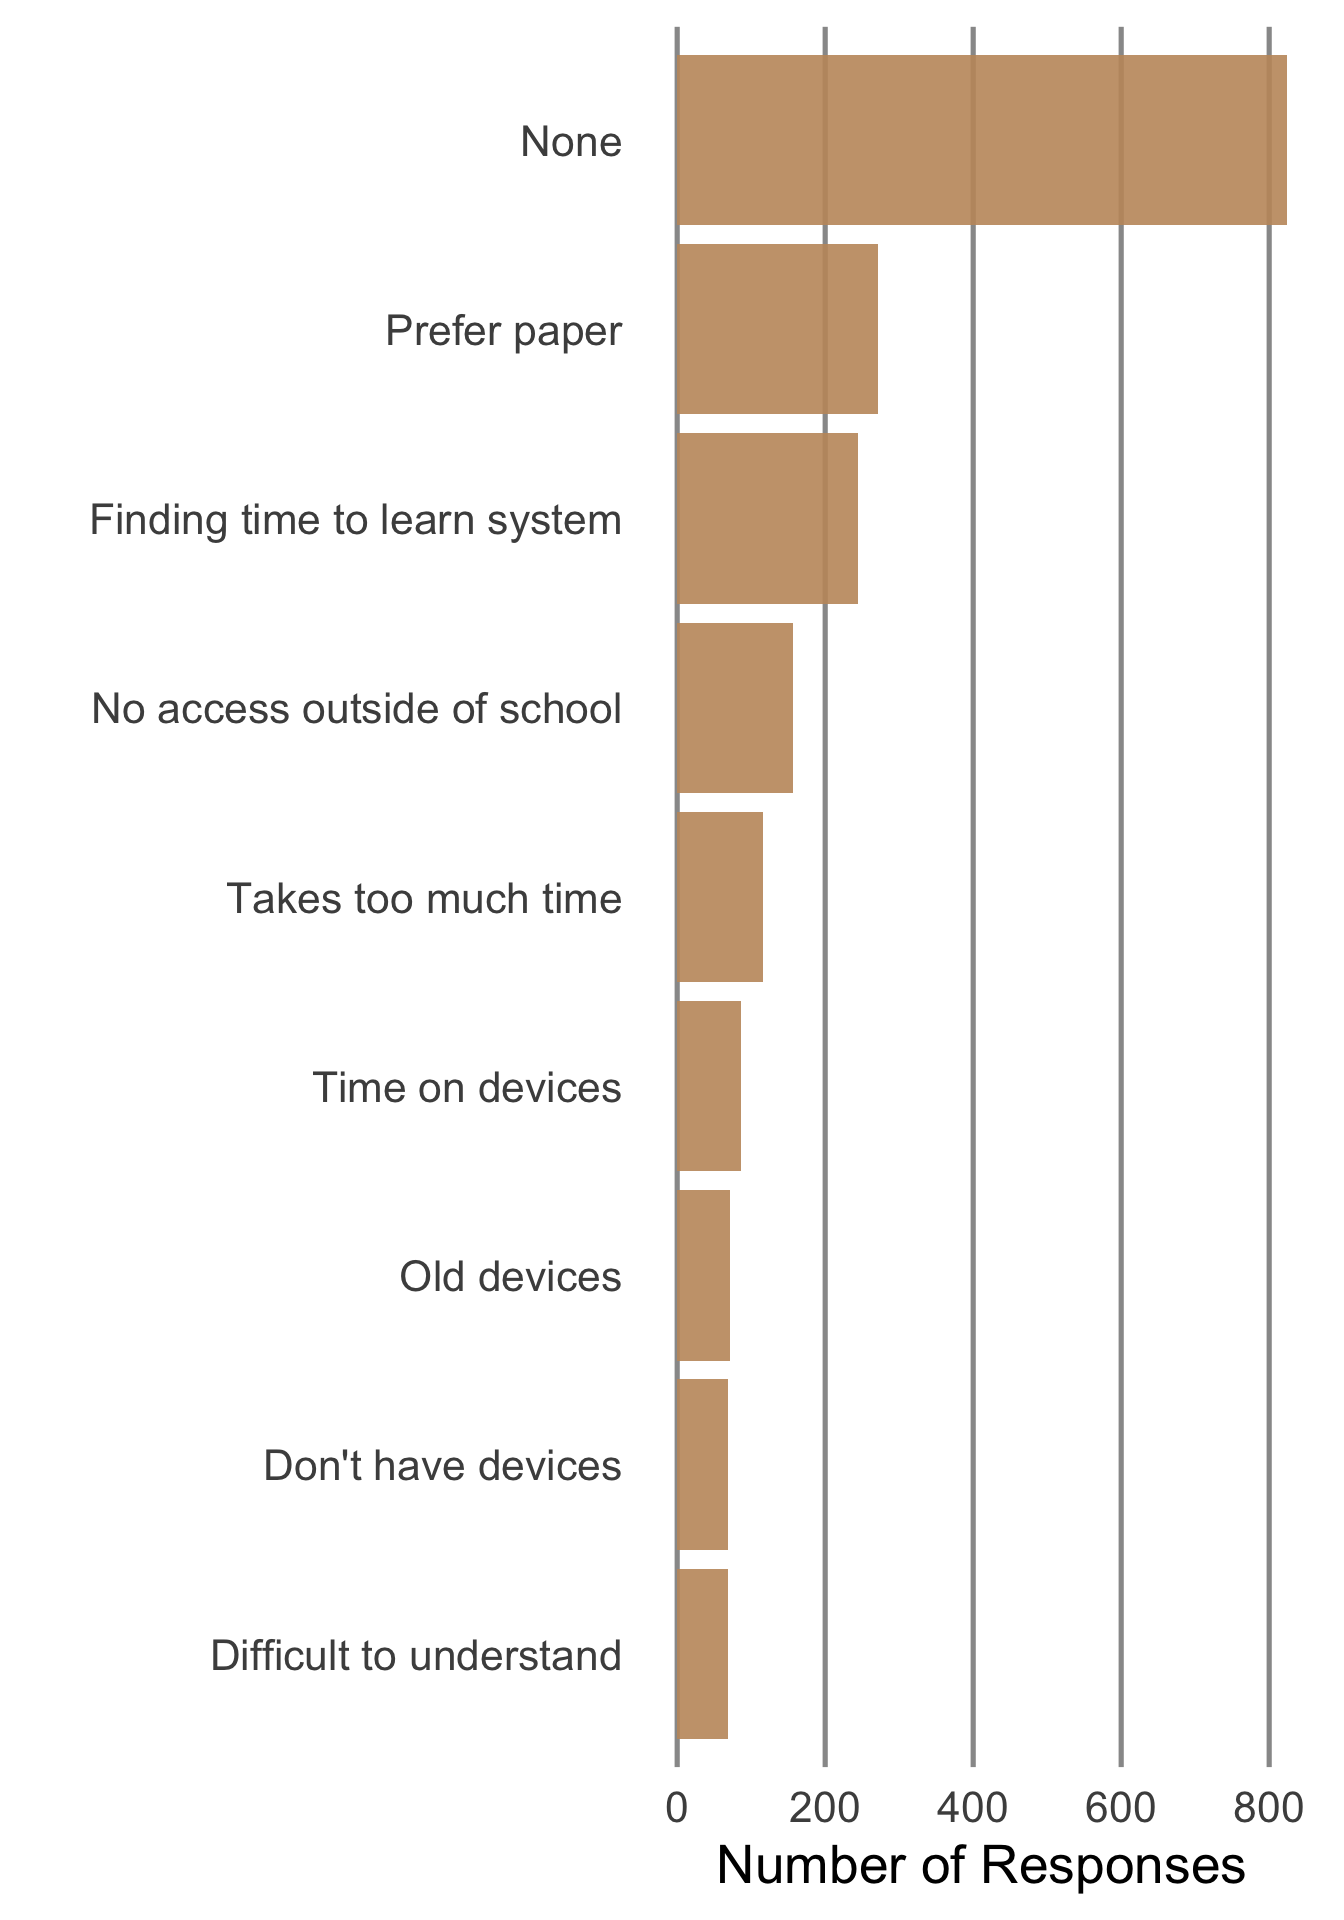 None
Prefer paper
Finding time to learn system
No access outside of school
Takes too much time
Time on devices
Old devices
Don't have devices
Difficult to understand
0 200 400 600 800
Number of Responses